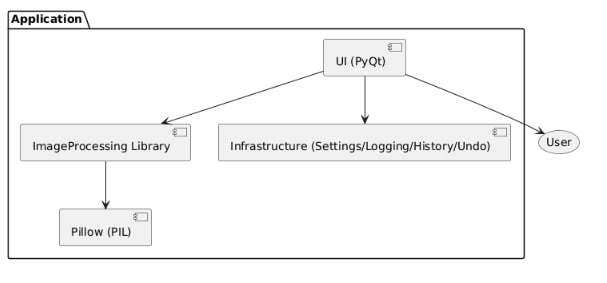 Application
UI (PyQt)
ImageProcessing Library
Infrastructure (Settings/Logging/History/Undo)
User
Pillow (PIL)